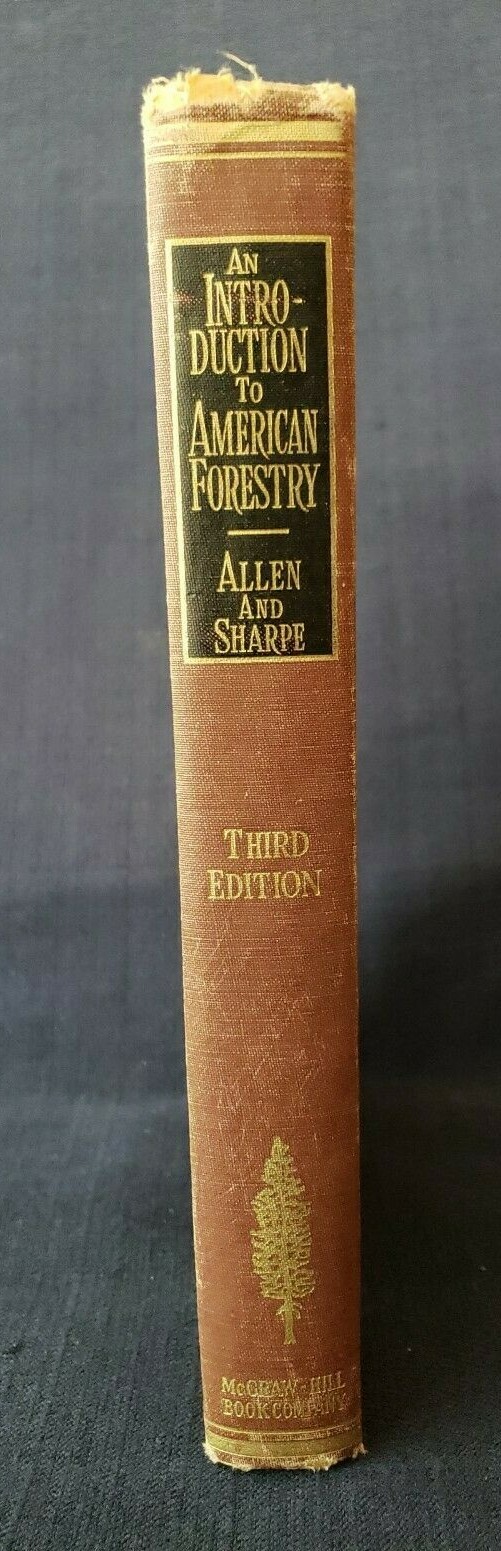 AN
INTRO-
DUCTION
TO
AMERICAN
FORESTRY
ALLEN
AND
SHARPE
THIRD
EDITION
MCGRAW-HILL
BOOK COMPANY